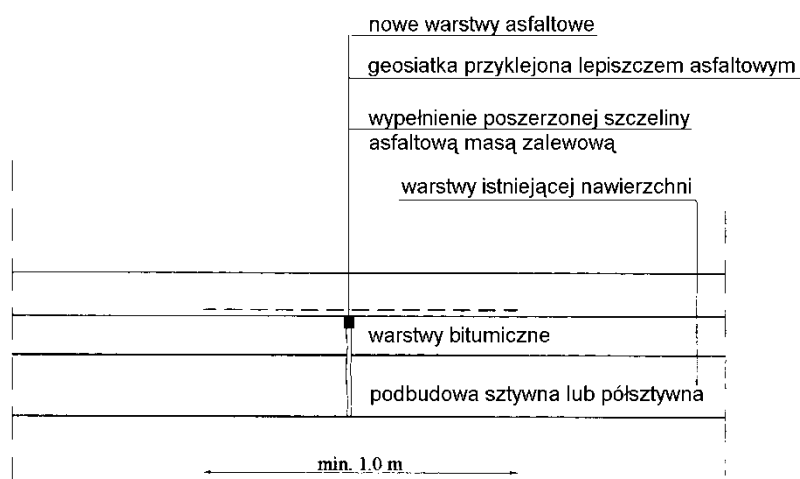 nowe warstwy asfaltowe
geosiatka przyklejona lepiszczem asfaltowym
wypełnienie poszerzonej szczeliny
asfaltową masą zalewową
warstwy istniejącej nawierzchni
warstwy bitumiczne
podbudowa sztywna lub półsztywna
min. 1.0 m